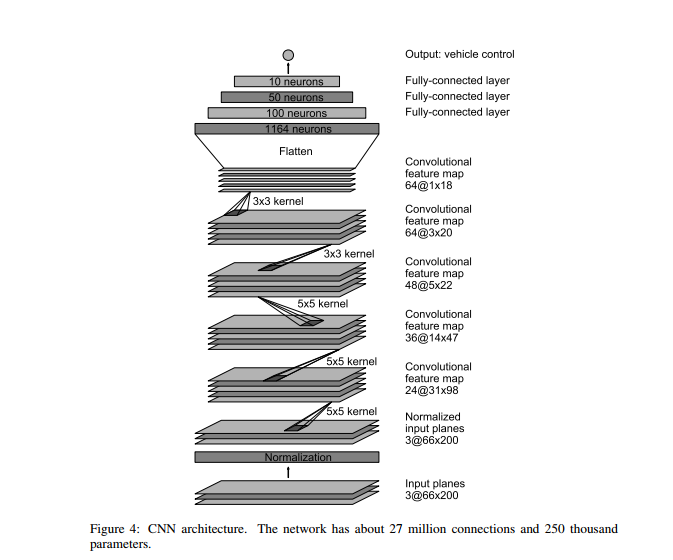 Output: vehicle control
10 neurons
Fully-connected layer
50 neurons
Fully-connected layer
100 neurons
Fully-connected layer
1164 neurons
Flatten
Convolutional
feature map
64@1x18
3x3 kernel
Convolutional
feature map
64@3x20
3x3 kernel
Convolutional
feature map
48@5x22
5x5 kernel
Convolutional
feature map
36@14x47
5x5 kernel
Convolutional
feature map
24@31x98
5x5 kernel
Normalized
input planes
3@66x200
Normalization
Input planes
3@66x200
Figure 4: CNN architecture. The network has about 27 million connections and 250 thousand
parameters.